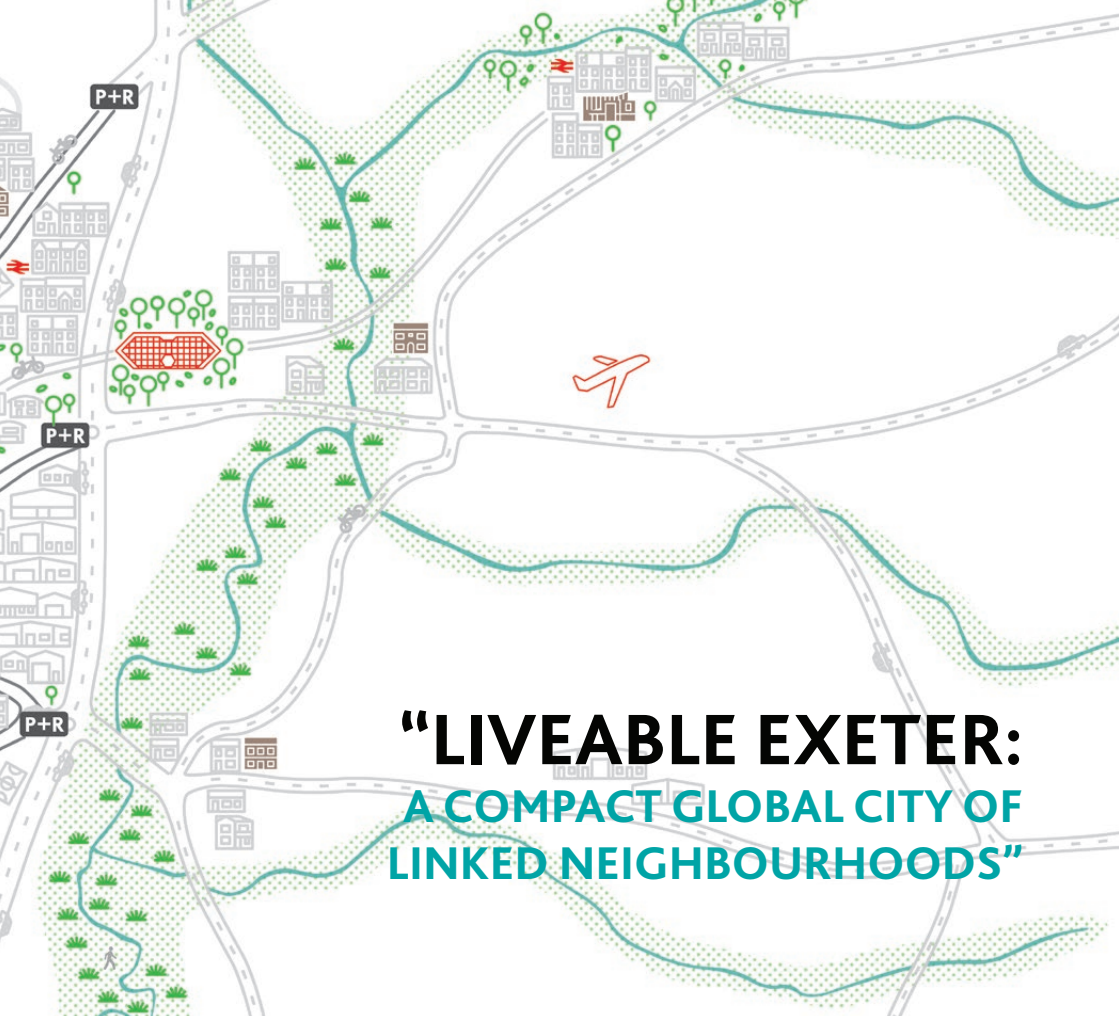 P+R
P+R
P+R
“LIVEABLE EXETER:
A COMPACT GLOBAL CITY OF
LINKED NEIGHBOURHOODS”